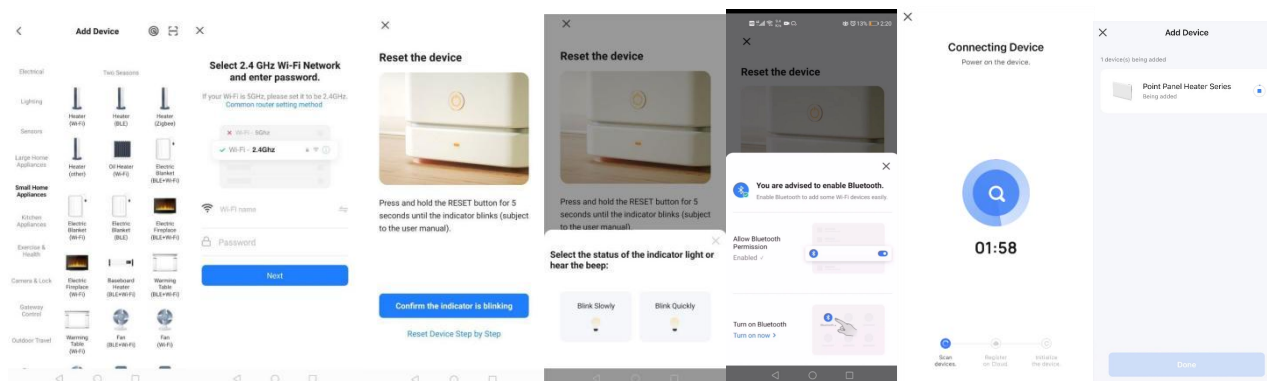 Add Device
Electrical
Lighting
Sensors
Large Home
Appliances
Small Home
Appliances
Kitchen
Appliances
Exercise &
Health
Camera & Lock
Gateway
Control
Outdoor Travel
Two Seasons
Heater
(Wi-Fi)
Heater
(BLE)
Heater
(Zigbee)
Heater
(other)
Oil Heater
(Wi-Fi)
Electric
Blanket
(BLE+Wi-Fi)
Electric
Blanket
(Wi-Fi)
Electric
Blanket
(BLE)
Electric
Fireplace
(BLE+Wi-Fi)
Electric
Fireplace
(Wi-Fi)
Baseboard
Heater
(BLE+Wi-Fi)
Warming
Table
(BLE+Wi-Fi)
Warming
Table
(Wi-Fi)
Fan
(BLE+Wi-Fi)
Fan
(Wi-Fi)
Select 2.4 GHz Wi-Fi Network
and enter password.
If your Wi-Fi is 5GHz, please set it to be 2.4GHz.
Common router setting method
Wi-Fi - 5Ghz
Wi-Fi - 2.4Ghz
Wi-Fi name
Password
Next
Reset the device
Press and hold the RESET button for 5
seconds until the indicator blinks (subject
to the user manual).
Confirm the indicator is blinking
Reset Device Step by Step
Reset the device
Press and hold the RESET button for 5
seconds until the indicator blinks (subject
to the user manual).
Select the status of the indicator light or
hear the beep:
Blink Slowly
Blink Quickly
13%
2:20
Reset the device
You are advised to enable Bluetooth.
Enable Bluetooth to add some Wi-Fi devices easily.
Allow Bluetooth
Permission
Enabled
Turn on Bluetooth
Turn on now >
Connecting Device
Power on the device.
01:58
Scan
devices.
Register
on Cloud.
Initialize
the device.
Add Device
1 device(s) being added
Point Panel Heater Series
Being added
Done